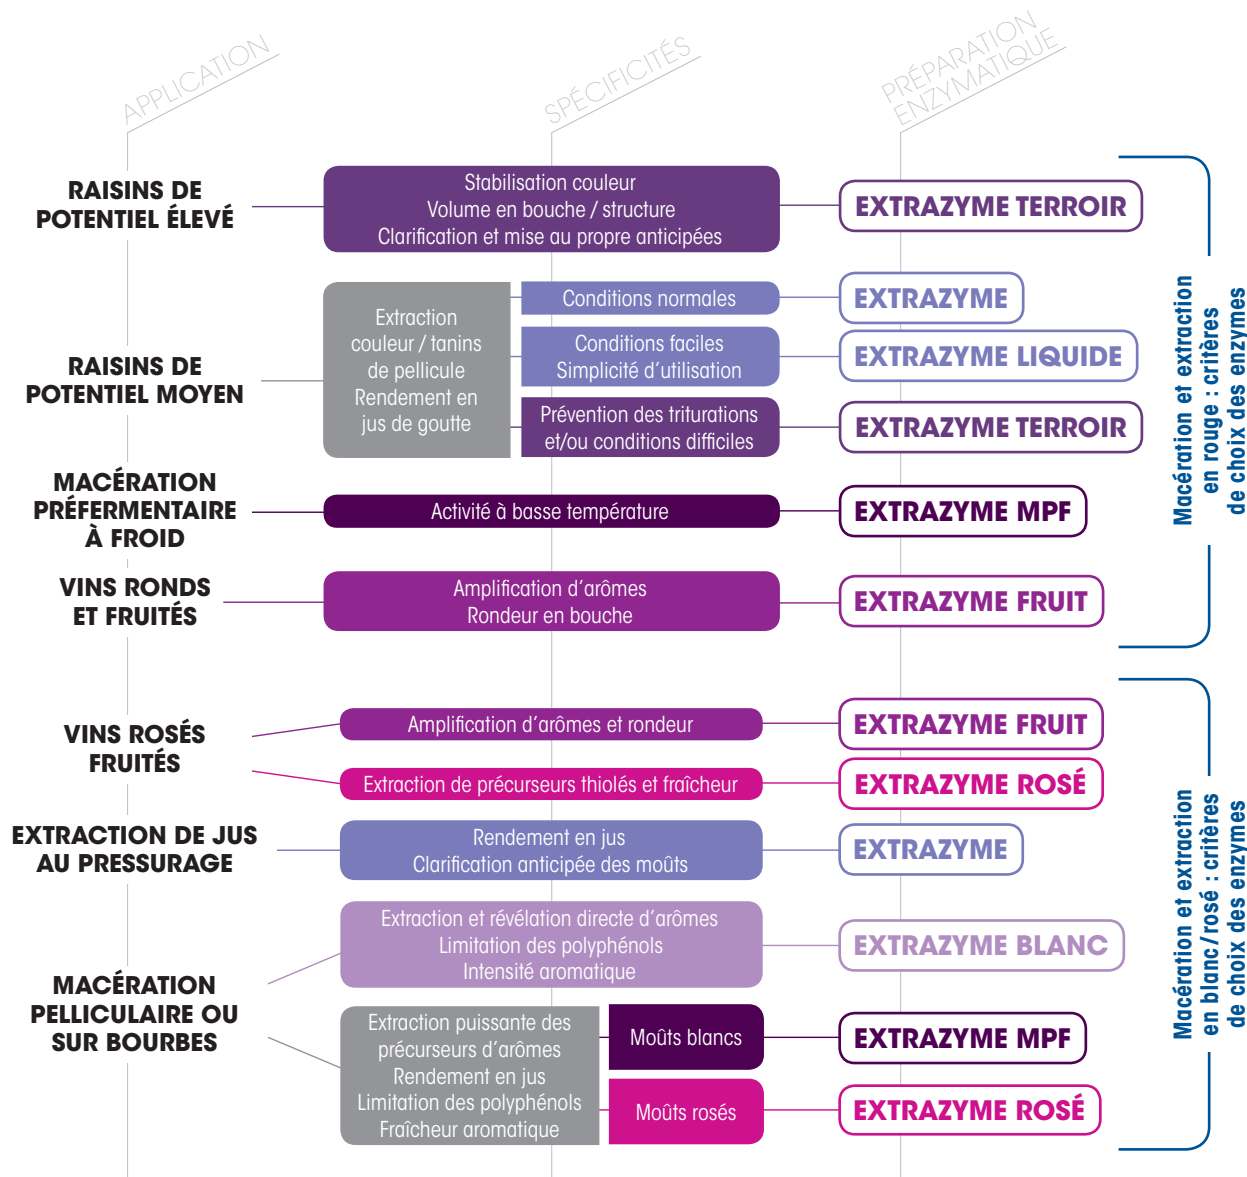 APPLICATION
SPÉCIFICITÉS
PRÉPARATION
ENZYMATIQUE
RAISINS DE
POTENTIEL ÉLEVÉ
Stabilisation couleur
Volume en bouche / structure
Clarification et mise au propre anticipées
EXTRAZYME TERROIR
RAISINS DE
POTENTIEL MOYEN
Extraction
couleur / tanins
de pellicule
Rendement en
jus de goutte
Conditions normales
EXTRAZYME
Conditions faciles
Simplicité d'utilisation
EXTRAZYME LIQUIDE
Prévention des triturations
et/ou conditions difficiles
EXTRAZYME TERROIR
MACÉRATION
PRÉFERMENTAIRE
À FROID
Activité à basse température
EXTRAZYME MPF
VINS RONDS
ET FRUITÉS
Amplification d'arômes
Rondeur en bouche
EXTRAZYME FRUIT
Macération et extraction
en rouge : critères
de choix des enzymes
VINS ROSÉS
FRUITÉS
Amplification d'arômes et rondeur
EXTRAZYME FRUIT
Extraction de précurseurs thiolés et fraîcheur
EXTRAZYME ROSÉ
EXTRACTION DE JUS
AU PRESSURAGE
Rendement en jus
Clarification anticipée des moûts
EXTRAZYME
MACÉRATION
PELLICULAIRE OU
SUR BOURBES
Extraction et révélation directe d'arômes
Limitation des polyphénols
Intensité aromatique
EXTRAZYME BLANC
Extraction puissante des
précurseurs d'arômes
Rendement en jus
Limitation des polyphénols
Fraîcheur aromatique
Moûts blancs
EXTRAZYME MPF
Moûts rosés
EXTRAZYME ROSÉ
Macération et extraction
en blanc/rosé : critères
de choix des enzymes